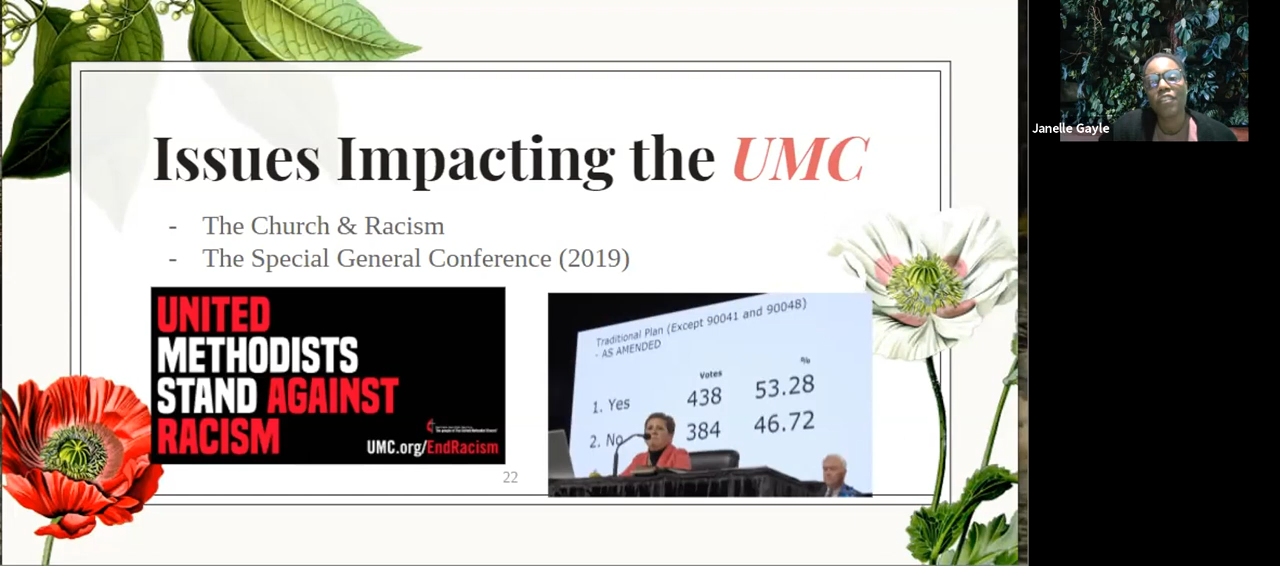 Issues Impacting the UMC
- The Church & Racism
- The Special General Conference (2019)
UNITED
METHODISTS
STAND AGAINST
RACISM
UMC.org/EndRacism
Traditional Plan (Except 90041 and 90048)
- AS AMENDED
Votes %
1. Yes 438 53.28
2. No 384 46.72
22
Janelle Gayle